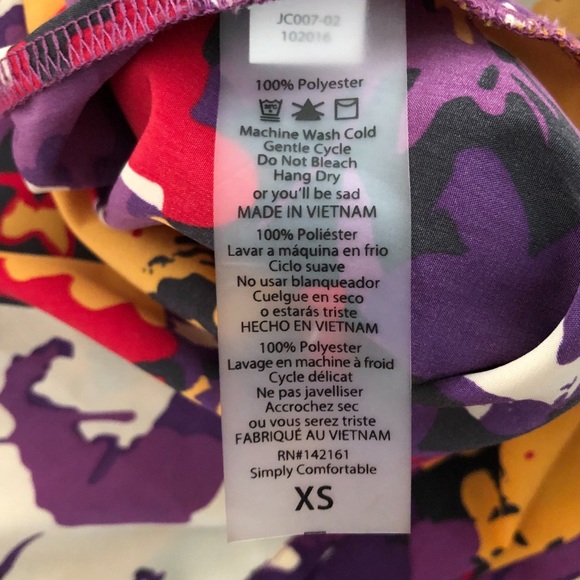 JC007-02
102016
100% Polyester
Machine Wash Cold
Gentle Cycle
Do Not Bleach
Hang Dry
or you'll be sad
MADE IN VIETNAM
100% Poliéster
Lavar a máquina en frio
Ciclo suave
No usar blanqueador
Cuelgue en seco
o estarás triste
HECHO EN VIETNAM
100% Polyester
Lavage en machine à froid
Cycle délicat
Ne pas javelliser
Accrochez sec
ou vous serez triste
FABRIQUÉ AU VIETNAM
RN#142161
Simply Comfortable
XS